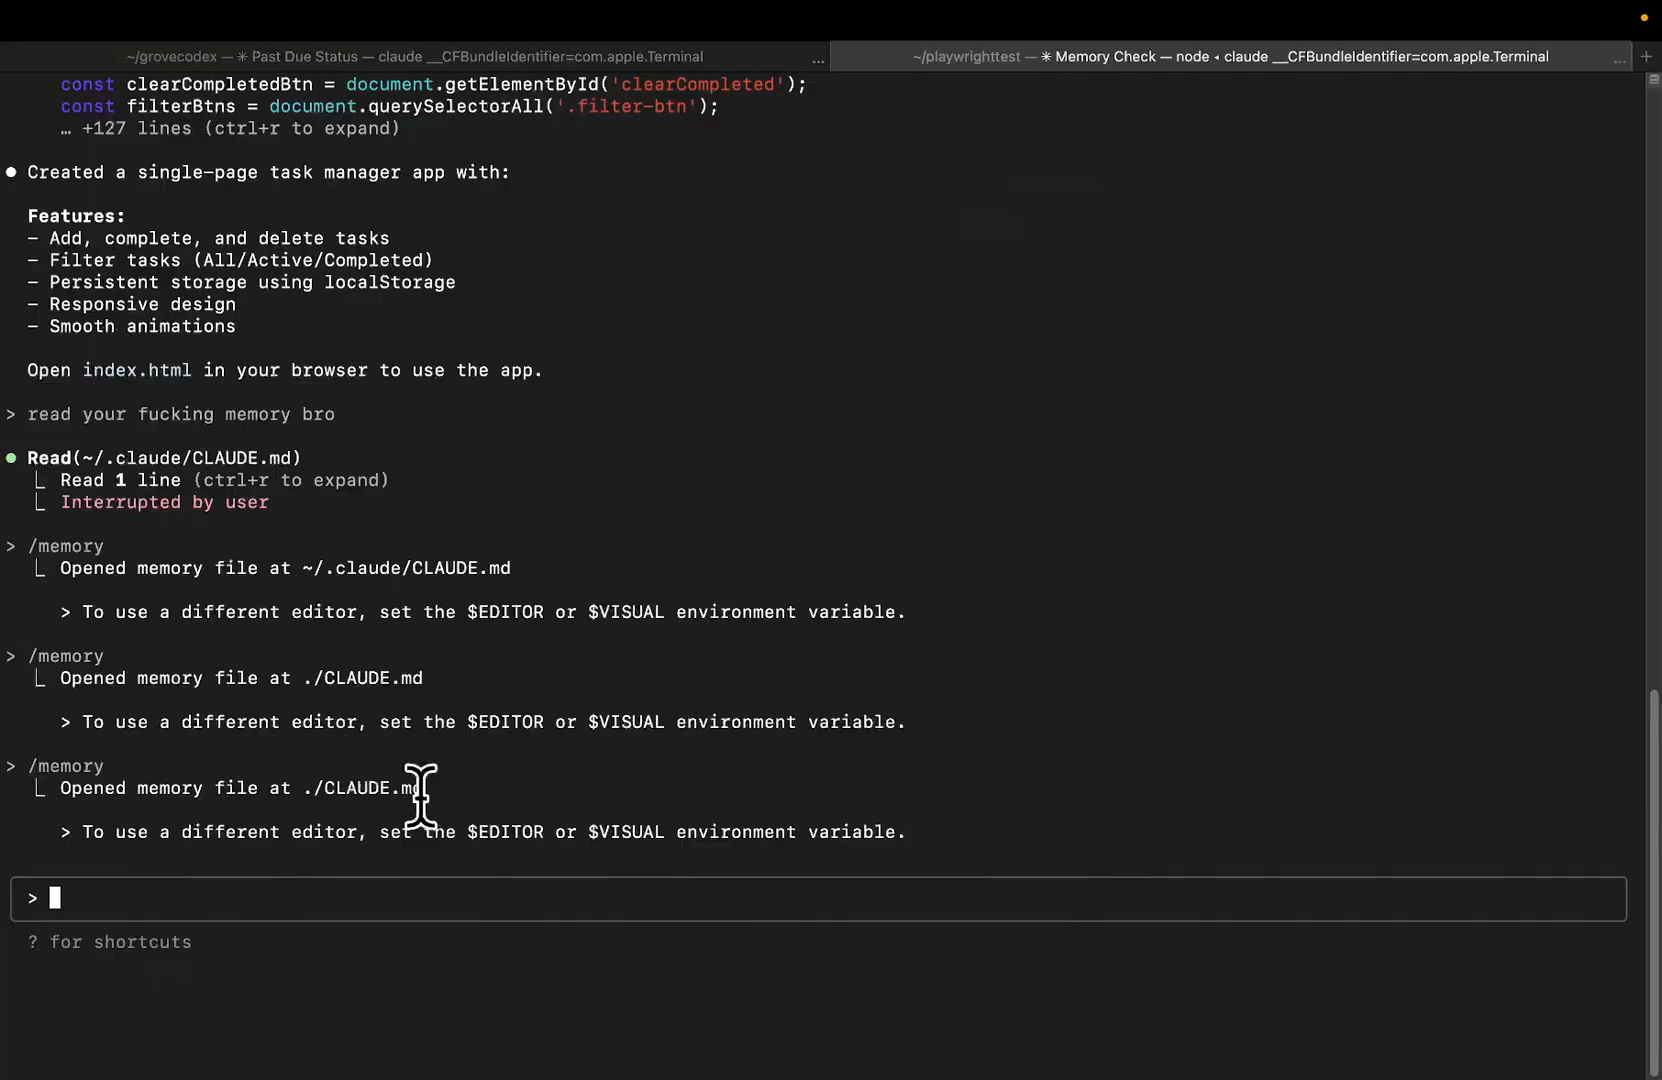 ~/grovecodex — ✳ Past Due Status — claude __CFBundleIdentifier=com.apple.Terminal ...
~/playwrighttest — ✳ Memory Check — node ◂ claude __CFBundleIdentifier=com.apple.Terminal ... +
const clearCompletedBtn = document.getElementById('clearCompleted');
const filterBtns = document.querySelectorAll('.filter-btn');
… +127 lines (ctrl+r to expand)
● Created a single-page task manager app with:
Features:
- Add, complete, and delete tasks
- Filter tasks (All/Active/Completed)
- Persistent storage using localStorage
- Responsive design
- Smooth animations
Open index.html in your browser to use the app.
> read your fucking memory bro
● Read(~/.claude/CLAUDE.md)
⎿ Read 1 line (ctrl+r to expand)
⎿ Interrupted by user
> /memory
⎿ Opened memory file at ~/.claude/CLAUDE.md
> To use a different editor, set the $EDITOR or $VISUAL environment variable.
> /memory
⎿ Opened memory file at ./CLAUDE.md
> To use a different editor, set the $EDITOR or $VISUAL environment variable.
> /memory
⎿ Opened memory file at ./CLAUDE.md
> To use a different editor, set the $EDITOR or $VISUAL environment variable.
>
? for shortcuts